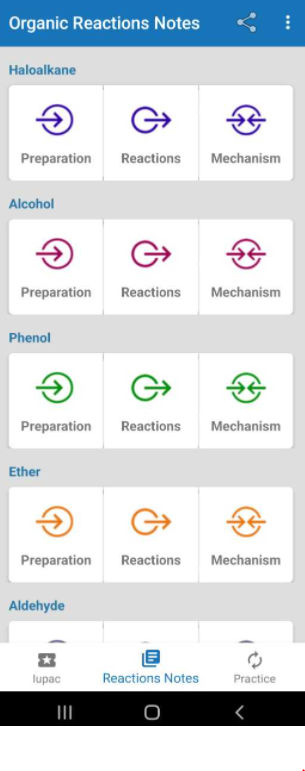 Organic Reactions Notes
Haloalkane
Preparation Reactions Mechanism
Alcohol
Preparation Reactions Mechanism
Phenol
Preparation Reactions Mechanism
Ether
Preparation Reactions Mechanism
Aldehyde
Iupac Reactions Notes Practice